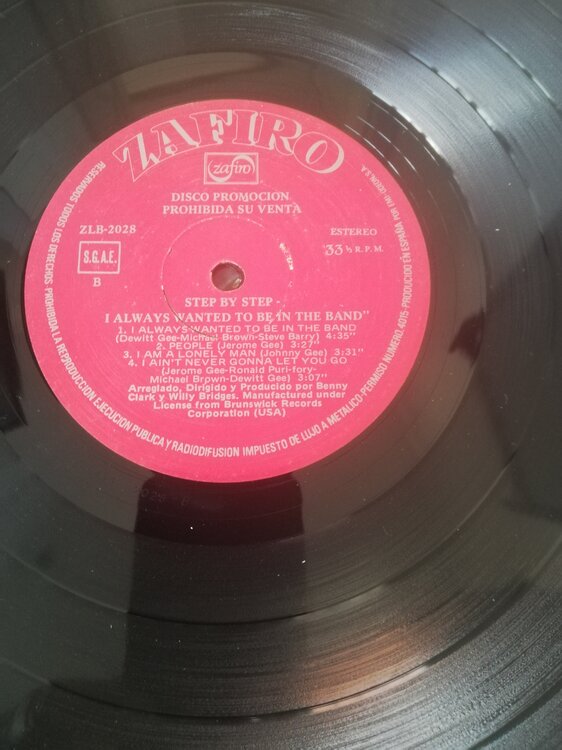 ZAFIRO
zafiro
DISCO PROMOCION
PROHIBIDA SU VENTA
ZLB-2028
ESTEREO
S.G.A.E.
33 ⅓ R.P.M.
B
STEP BY STEP
I ALWAYS WANTED TO BE IN THE BAND"
1. I ALWAYS WANTED TO BE IN THE BAND
(Dewitt Gee-Michael Brown-Steve Barry) 4:35"
2. PEOPLE (Jerome Gee) 3:27"
3. I AM A LONELY MAN (Johnny Gee) 3:31"
4. I AIN'T NEVER GONNA LET YOU GO
(Jerome Gee-Ronald Puri-fory-
Michael Brown-Dewitt Gee) 3:07"
Arreglado, Dirigido y Producido por Benny
Clark y Willy Bridges. Manufactured under
License from Brunswick Records
Corporation (USA)
RESERVADOS TODOS LOS DERECHOS PROHIBIDA LA REPRODUCCION EJECUCION PUBLICA Y RADIODIFUSION IMPUESTO DE LUJO A METALICO-PERMISO NUMERO 4015 PRODUCIDO EN ESPAÑA POR EMI ODEON, S.A.